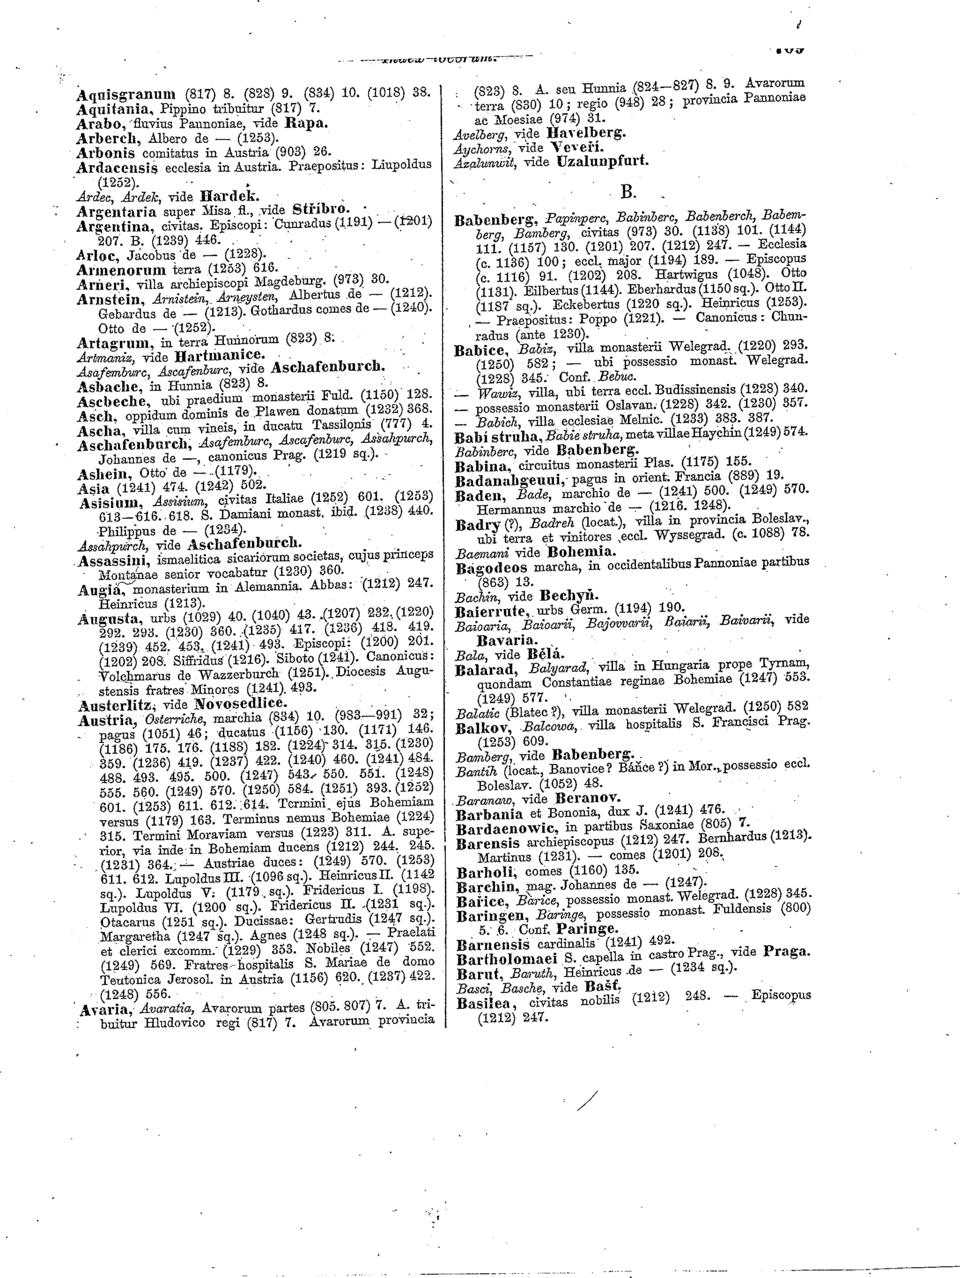 Index locorum.
Aquisgranum (817) 8. (823) 9. (834) 10. (1018) 38.
Aquitania, Pippino tribuitur (817) 7.
Arabo, fluvius Pannoniae, vide Rapa.
Arberch, Albero de — (1253).
Arbonis comitatus in Austria (903) 26.
Ardacensis ecclesia in Austria. Praepositus: Liupoldus
(1252).
Ardec, Ardek, vide Hardek.
Argentaria super Misa fl., vide Stříbro.
Argentina, civitas. Episcopi: Cunradus (1191) — (1201)
207. B. (1239) 446.
Arloc, Jacobus de — (1228).
Armenorum terra (1253) 616.
Arneri, villa archiepiscopi Magdeburg. (973) 30.
Arnstein, Arnistein, Arneysten, Albertus de — (1212).
Gebardus de — (1213). Gothardus comes de — (1240).
Otto de — (1252).
Artagrum, in terra Hunnorum (823) 8.
Artmaniz, vide Hartmanice.
Asafemburc, Ascafenburc, vide Aschafenburch.
Asbache, in Hunnia (823) 8.
Ascbeche, ubi praedium monasterii Fuld. (1150) 128.
Asch, oppidum dominis de Plawen donatum (1232) 368.
Ascha, villa cum vineis, in ducatu Tassilonis (777) 4.
Aschafenburch, Asafemburc, Ascafenburc, Assahpurch,
Johannes de —, canonicus Prag. (1219 sq.).
Ashein, Otto de — (1179).
Asia (1241) 474. (1242) 502.
Asisium, Assisium, civitas Italiae (1252) 601. (1253)
613—616. 618. S. Damiani monast. ibid. (1238) 440.
Philippus de — (1234).
Assahpurch, vide Aschafenburch.
Assassini, ismaelitica sicariorum societas, cujus princeps
Montanae senior vocabatur (1230) 360.
Augia, monasterium in Alemannia. Abbas: (1212) 247.
Heinricus (1213).
Augusta, urbs (1029) 40. (1040) 43. (1207) 232. (1220)
292. 293. (1230) 360. (1235) 417. (1236) 418. 419.
(1239) 452. 453. (1241) 493. Episcopi: (1200) 201.
(1202) 208. Siffridus (1216). Siboto (1241). Canonicus:
Volchmarus de Wazzerburch (1251). Diocesis Augu-
stensis fratres Minores (1241) 493.
Austerlitz, vide Novosedlice.
Austria, Osterriche, marchia (834) 10. (983—991) 32;
pagus (1051) 46; ducatus (1156) 130. (1171) 146.
(1186) 175. 176. (1188) 182. (1224) 314. 315. (1230)
359. (1236) 419. (1237) 422. (1240) 460. (1241) 484.
488. 493. 495. 500. (1247) 543. 550. 551. (1248)
555. 560. (1249) 570. (1250) 584. (1251) 393. (1252)
601. (1253) 611. 612. 614. Termini ejus Bohemiam
versus (1179) 163. Terminus nemus Bohemiae (1224)
315. Termini Moraviam versus (1223) 311. A. supe-
rior, via inde in Bohemiam ducens (1212) 244. 245.
(1231) 364. — Austriae duces: (1249) 570. (1253)
611. 612. Lupoldus III. (1096 sq.). Heinricus II. (1142
sq.). Lupoldus V. (1179 sq.). Fridericus I. (1198).
Lupoldus VI. (1200 sq.). Fridericus II. (1231 sq.).
Otacarus (1251 sq.). Ducissae: Gertrudis (1247 sq.).
Margaretha (1247 sq.). Agnes (1248 sq.). — Praelati
et clerici excomm. (1229) 353. Nobiles (1247) 552.
(1249) 569. Fratres hospitalis S. Mariae de domo
Teutonica Jerosol. in Austria (1156) 620. (1237) 422.
(1248) 556.
Avaria, Avaratia, Avarorum partes (805. 807) 7. A. tri-
buitur Hludovico regi (817) 7. Avarorum provincia
(823) 8. A. seu Hunnia (824—827) 8. 9. Avarorum
terra (830) 10; regio (948) 28; provincia Pannoniae
ac Moesiae (974) 31.
Avelberg, vide Havelberg.
Aychorns, vide Veveří.
Azalunwit, vide Uzalunpfurt.
B.
Babenberg, Papinperc, Babinberc, Babenberch, Babem-
berg, Bamberg, civitas (973) 30. (1138) 101. (1144)
111. (1157) 130. (1201) 207. (1212) 247. — Ecclesia
(c. 1136) 100; eccl. major (1194) 189. — Episcopus
(c. 1116) 91. (1202) 208. Hartwigus (1048). Otto
(1131). Eilbertus (1144). Eberhardus (1150 sq.). Otto II.
(1187 sq.). Eckebertus (1220 sq.). Heinricus (1253).
— Praepositus: Poppo (1221). — Canonicus: Chun-
radus (ante 1230).
Babice, Babiz, villa monasterii Welegrad. (1220) 293.
(1250) 582; — ubi possessio monast. Welegrad.
(1228) 345. Conf. Bebuc.
— Wawiz, villa, ubi terra eccl. Budissinensis (1228) 340.
— possessio monasterii Oslavan. (1228) 342. (1230) 357.
— Babich, villa ecclesiae Melnic. (1233) 383. 387.
Babí struha, Babie struha, meta villae Haychin (1249) 574.
Babinberc, vide Babenberg.
Babina, circuitus monasterii Plas. (1175) 155.
Badanahgeuui, pagus in orient. Francia (889) 19.
Baden, Bade, marchio de — (1241) 500. (1249) 570.
Hermannus marchio de — (1216. 1248).
Badry (?), Badreh (locat.), villa in provincia Boleslav.,
ubi terra et vinitores eccl. Wyssegrad. (c. 1088) 78.
Baemani vide Bohemia.
Bagodeos marcha, in occidentalibus Pannoniae partibus
(863) 13.
Bachin, vide Bechyň.
Baierrute, urbs Germ. (1194) 190.
Baioaria, Baioarii, Bajovvarii, Baiarii, Baivarii, vide
Bavaria.
Bala, vide Bělá.
Balarad, Balyarad, villa in Hungaria prope Tyrnam,
quondam Constantiae reginae Bohemiae (1247) 553.
(1249) 577.
Balatic (Blatec ?), villa monasterii Welegrad. (1250) 582
Balkov, Balcowa, villa hospitalis S. Francisci Prag.
(1253) 609.
Bamberg, vide Babenberg.
Bantih (locat., Banovice? Báňce?) in Mor., possessio eccl.
Boleslav. (1052) 48.
Baranaw, vide Beranov.
Barbania et Bononia, dux J. (1241) 476.
Bardaenowic, in partibus Saxoniae (805) 7.
Barensis archiepiscopus (1212) 247. Bernhardus (1213).
Martinus (1231). — comes (1201) 208.
Barholi, comes (1160) 135.
Barchin, mag. Johannes de — (1247).
Bařice, Barice, possessio monast. Welegrad. (1228) 345.
Baringen, Baringe, possessio monast. Fuldensis (800)
5. 6. Conf. Paringe.
Barnensis cardinalis (1241) 492.
Bartholomaei S. capella in castro Prag., vide Praga.
Barut, Baruth, Heinricus de — (1234 sq.).
Basci, Basche, vide Bašť.
Basilea, civitas nobilis (1212) 248. — Episcopus
(1212) 247.